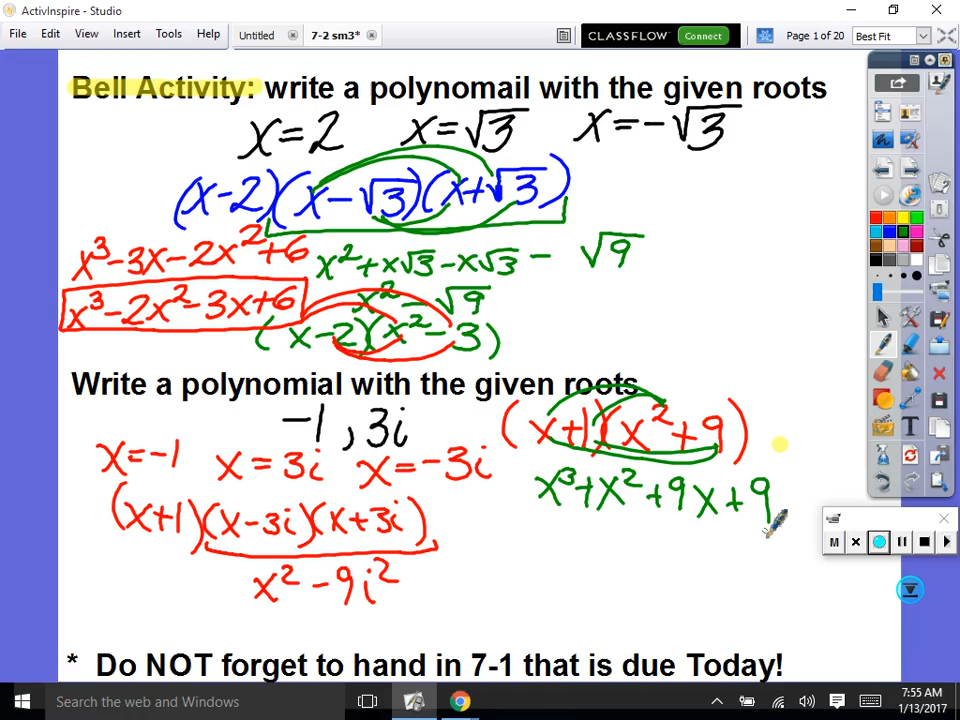 ActivInspire - Studio
File Edit View Insert Tools Help Untitled 7-2 sm3* CLASSFLOW Connect Page 1 of 20 Best Fit
Bell Activity: write a polynomail with the given roots
x=2 x=√3 x=-√3
(x-2)(x-√3)(x+√3)
x³-3x-2x²+6 x²+x√3-x√3- √9
x³-2x²-3x+6 x²-√9
(x-2)(x²-3)
Write a polynomial with the given roots
-1, 3i (x+1)(x²+9)
x=-1 x=3i x=-3i
x³+x²+9x+9
(x+1)(x-3i)(x+3i)
x²-9i²
M
* Do NOT forget to hand in 7-1 that is due Today!
Search the web and Windows 7:55 AM
1/13/2017